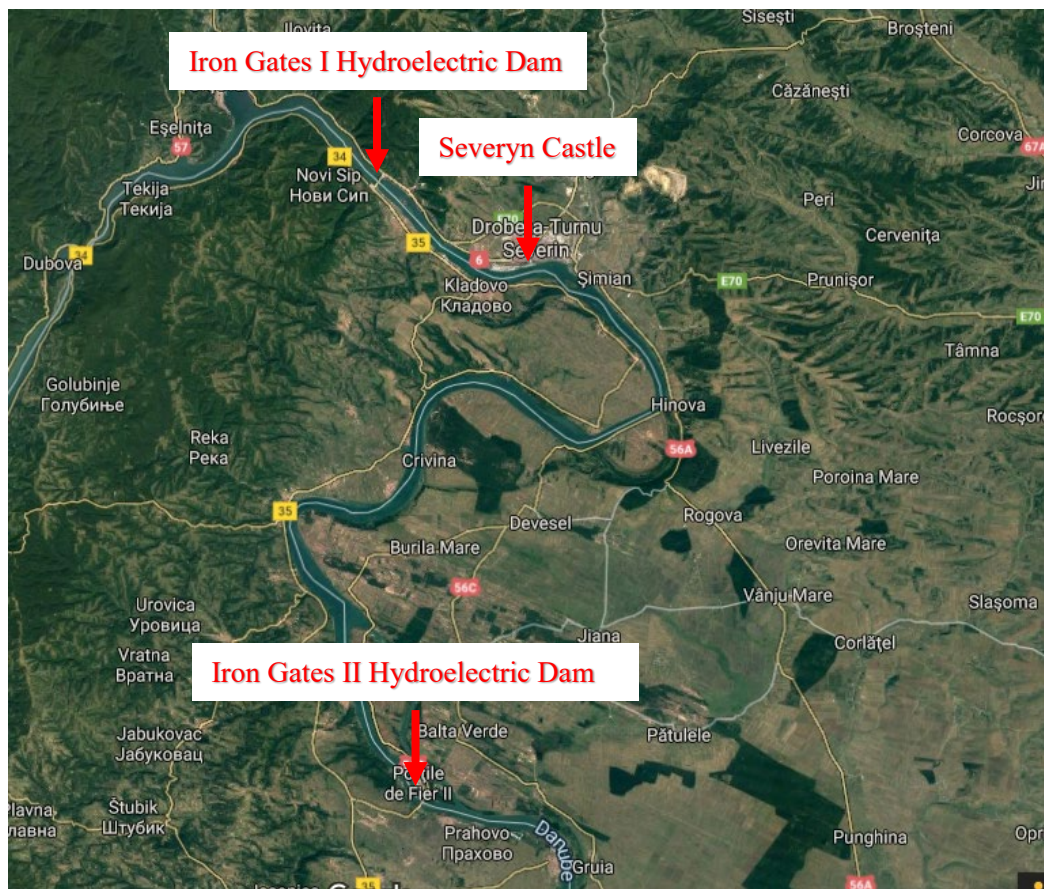 Sisești
Broșteni
Ilovița
Iron Gates I Hydroelectric Dam
Căzănești
Eșelnița
57
34
Severyn Castle
Corcova
67A
Novi Sip
Нови Сип
Tekija
Текија
Peri
E70
Drobeta-Turnu
Severin
35
6
Cervenița
34
Dubova
Kladovo
Кладово
Șimian
E70
Prunișor
E70
Tâmna
Golubinje
Голубиње
Hinova
Reka
Река
56A
Livezile
Crivina
Poroina Mare
35
Devesel
Rogova
Burila Mare
Orevita Mare
56C
Vânju Mare
Urovica
Уровица
Slașoma
Jiana
Corlățel
Vratna
Вратна
Iron Gates II Hydroelectric Dam
Jabukovac
Јабуковац
Balta Verde
Pătulele
Porțile
de Fier II
Štubik
Штубик
Prahovo
Прахово
Danube
Punghina
Gruia
35
56A